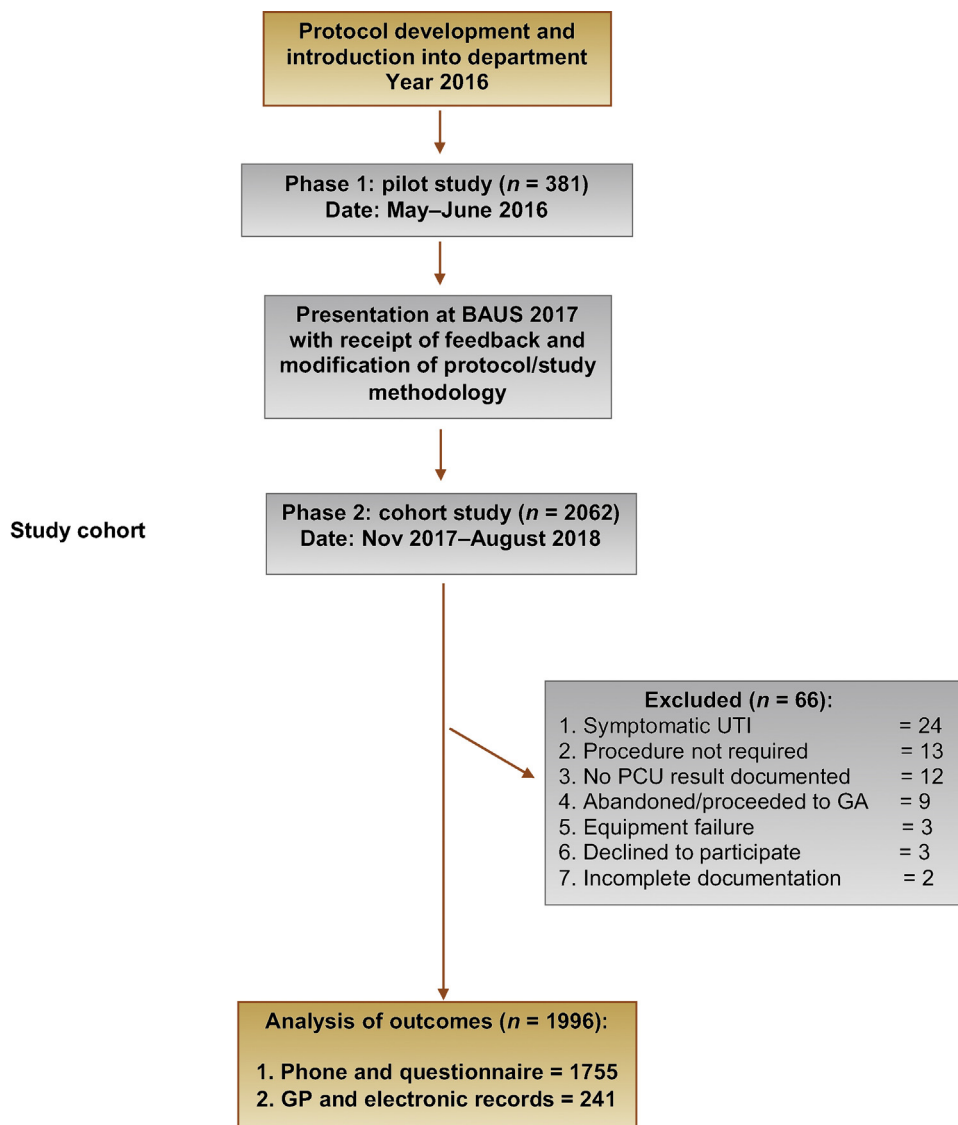 Protocol development and
introduction into department
Year 2016
Phase 1: pilot study (n = 381)
Date: May–June 2016
Presentation at BAUS 2017
with receipt of feedback and
modification of protocol/study
methodology
Study cohort
Phase 2: cohort study (n = 2062)
Date: Nov 2017–August 2018
Excluded (n = 66):
1. Symptomatic UTI = 24
2. Procedure not required = 13
3. No PCU result documented = 12
4. Abandoned/proceeded to GA = 9
5. Equipment failure = 3
6. Declined to participate = 3
7. Incomplete documentation = 2
Analysis of outcomes (n = 1996):
1. Phone and questionnaire = 1755
2. GP and electronic records = 241